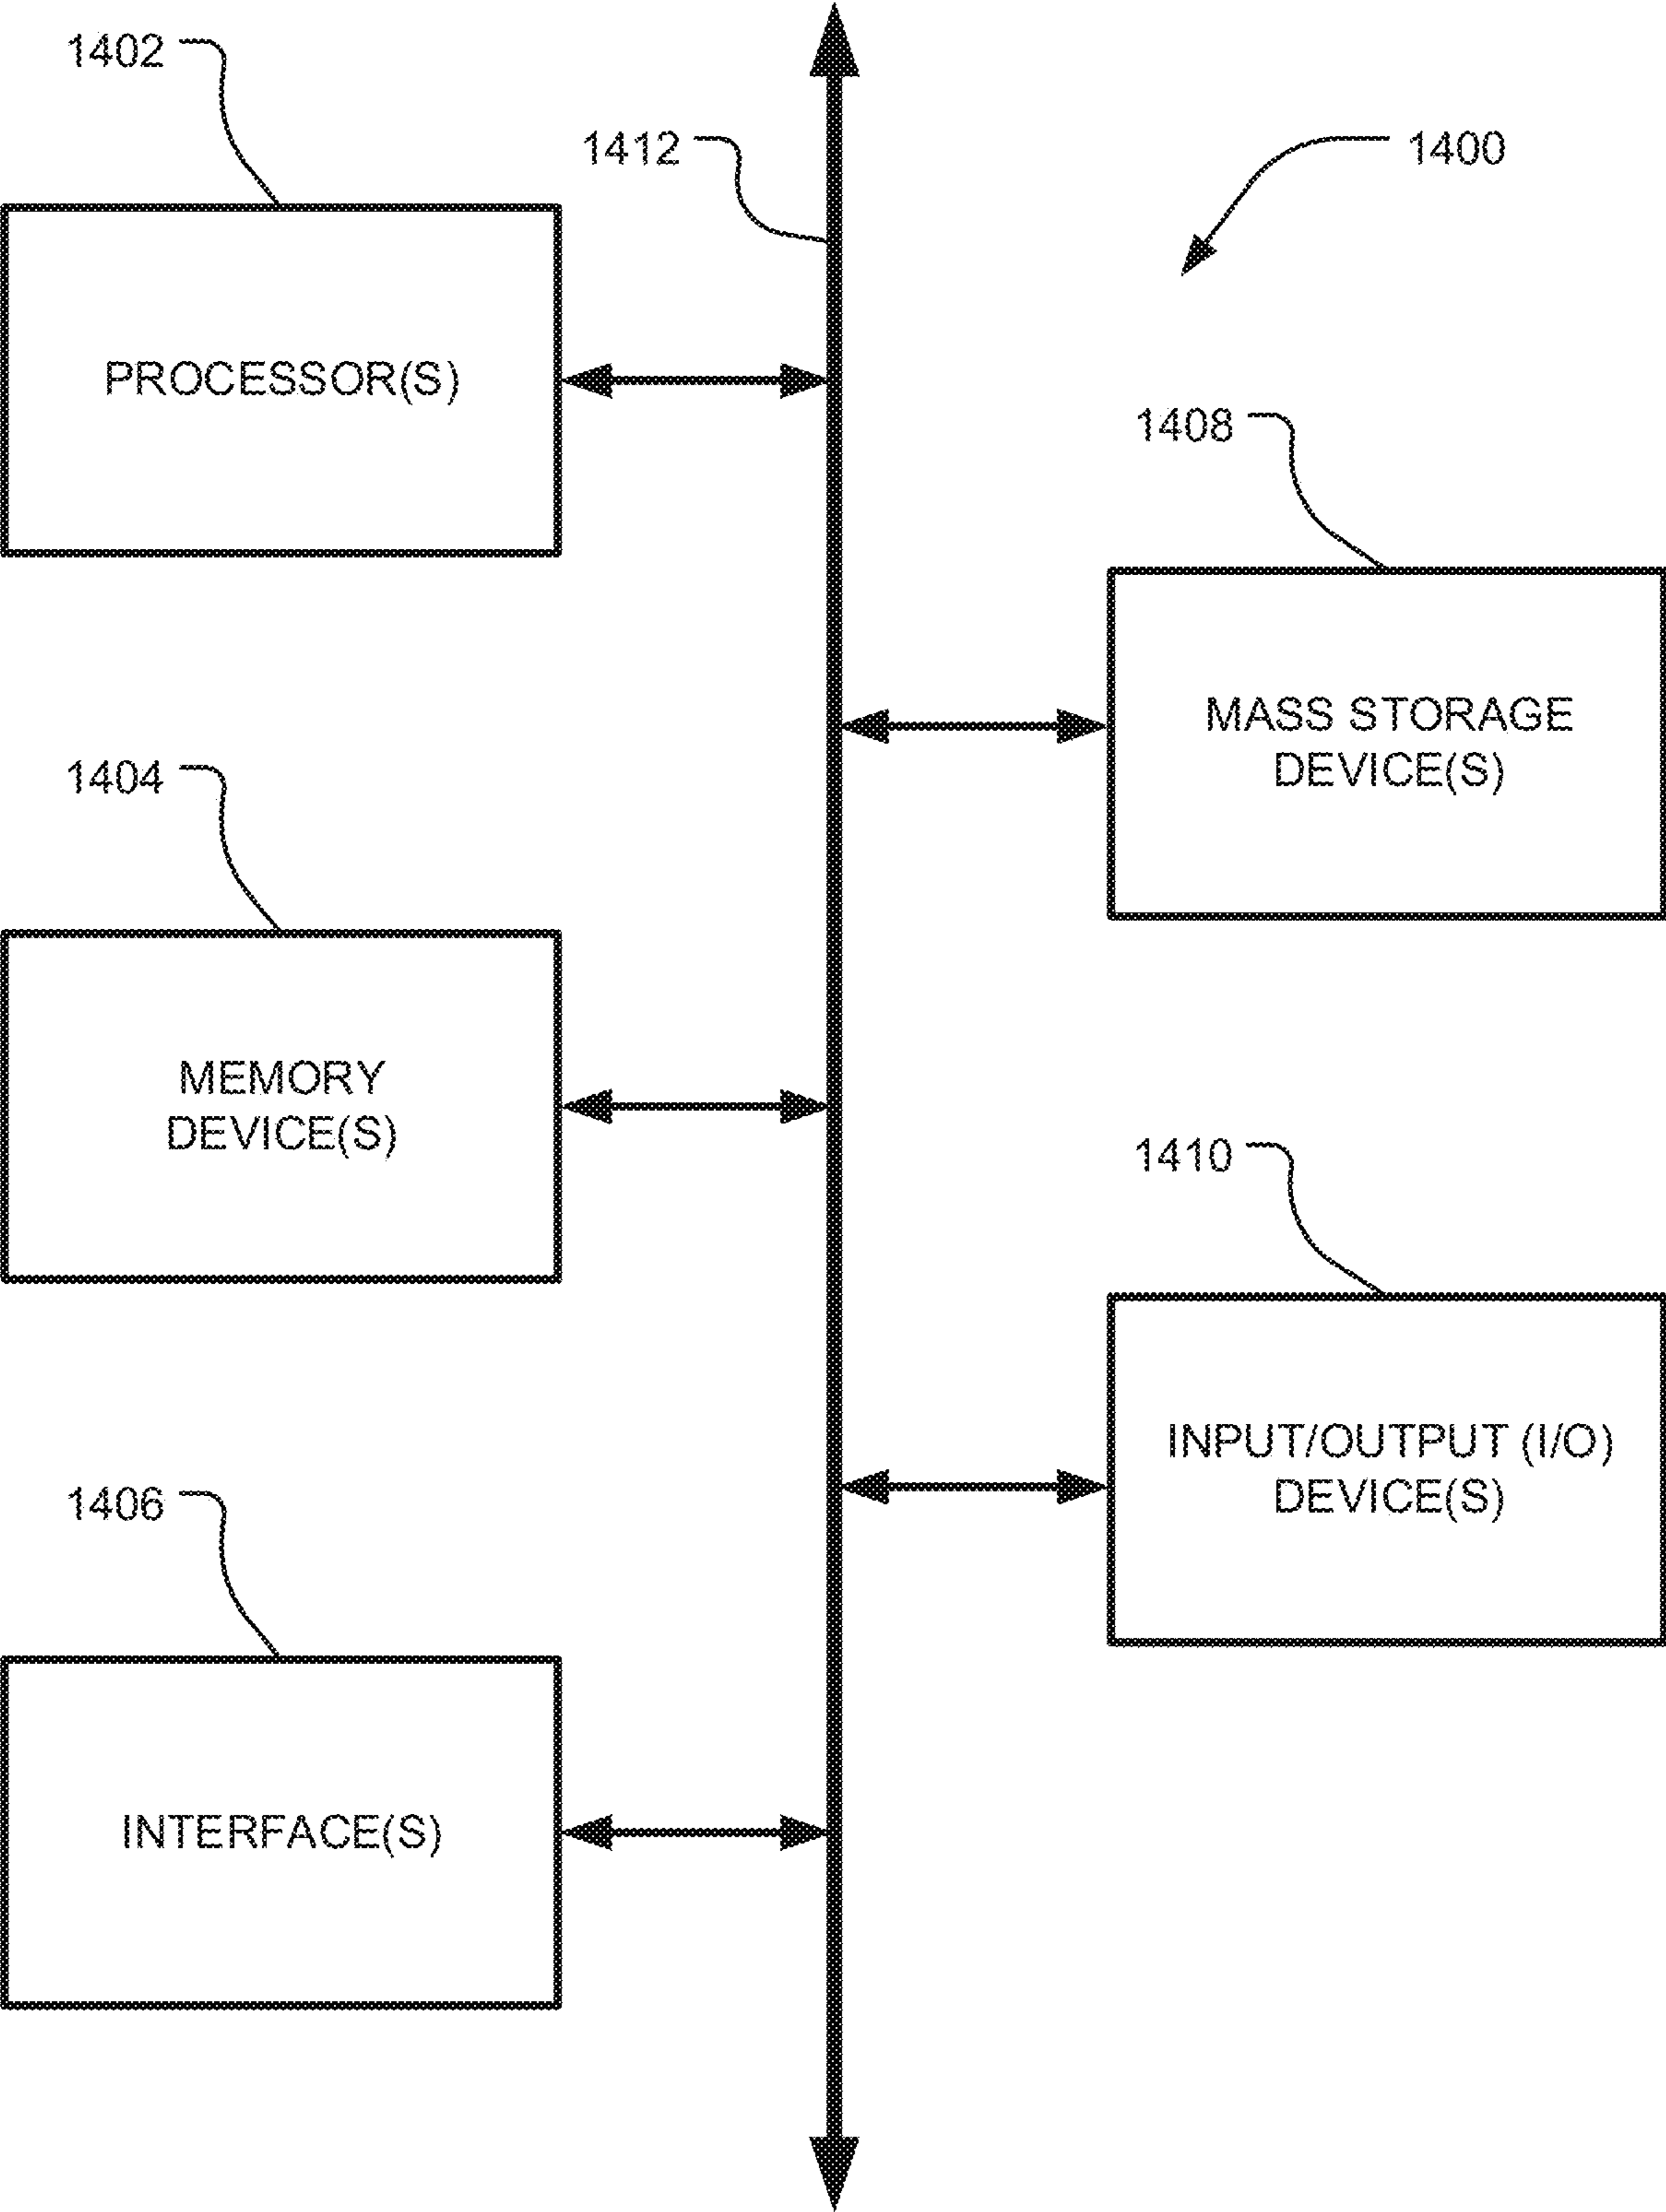 1402
1412
1400
PROCESSOR(S)
1408
MASS STORAGE
DEVICE(S)
1404
MEMORY
DEVICE(S)
1410
INPUT/OUTPUT (I/O)
DEVICE(S)
1406
INTERFACE(S)